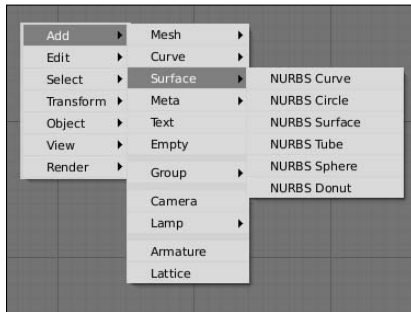 Add
Edit
Select
Transform
Object
View
Render
Mesh
Curve
Surface
Meta
Text
Empty
Group
Camera
Lamp
Armature
Lattice
NURBS Curve
NURBS Circle
NURBS Surface
NURBS Tube
NURBS Sphere
NURBS Donut